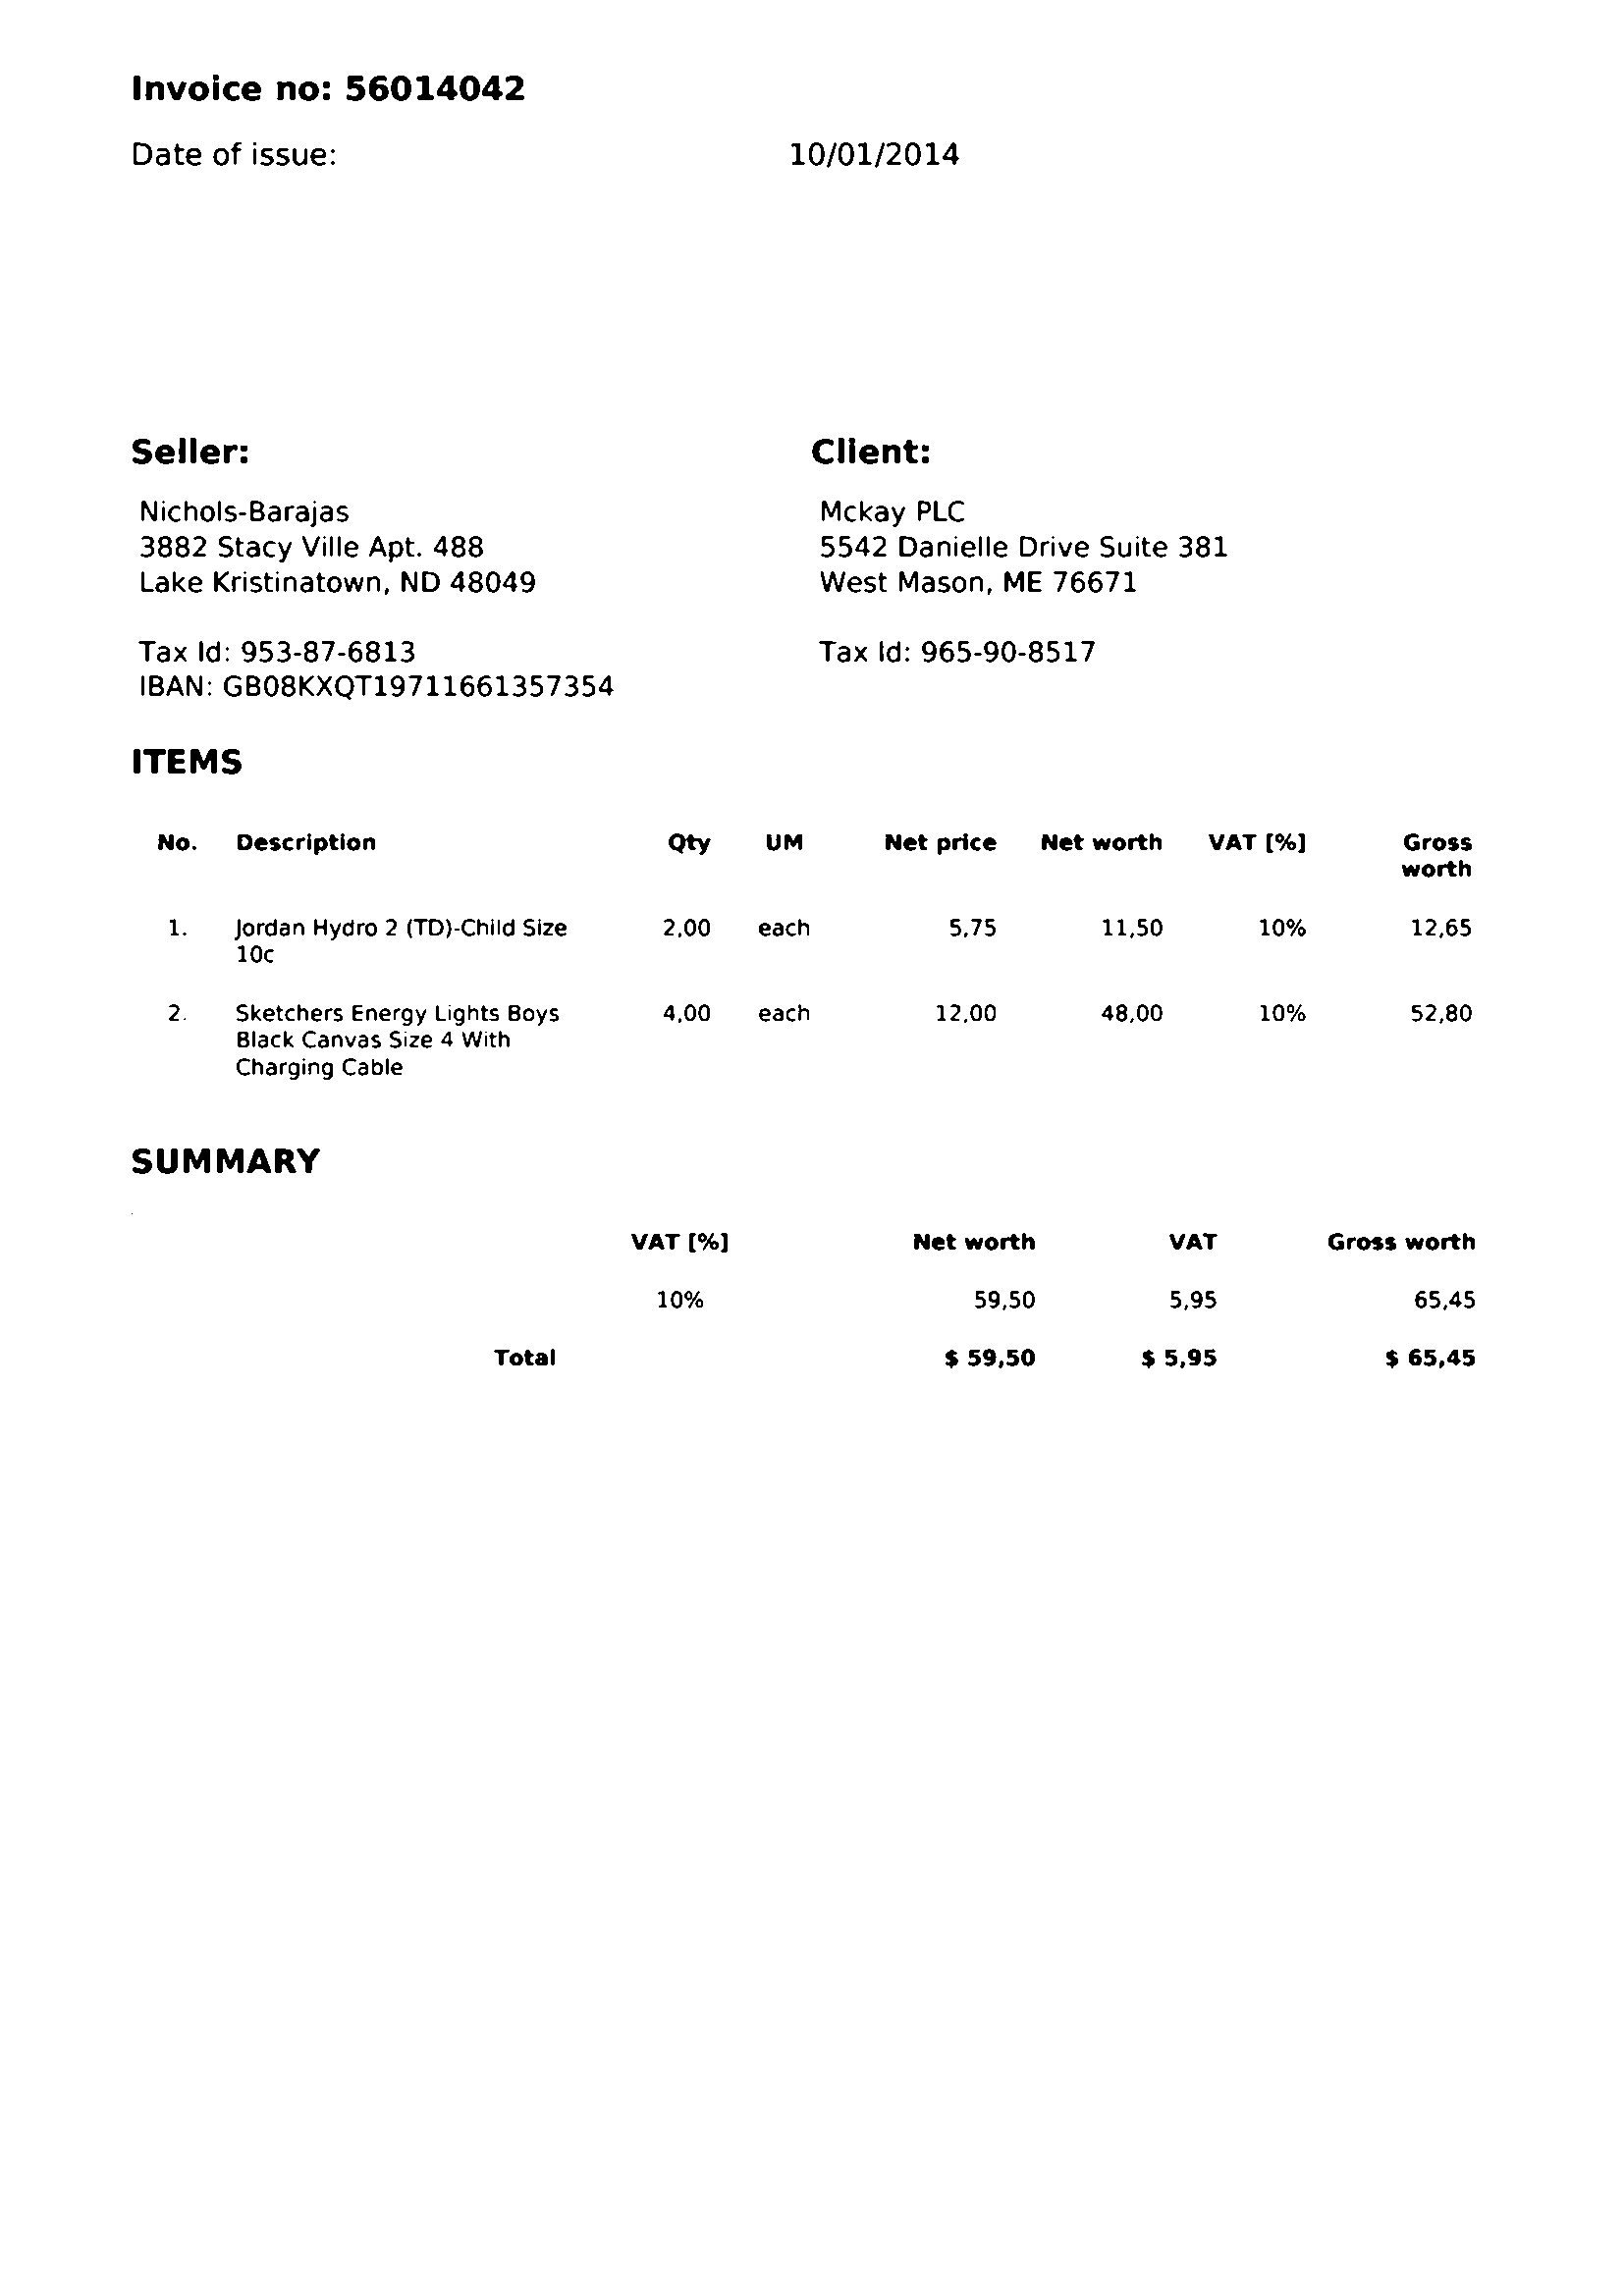 Invoice no: 56014042
Date of issue: 10/01/2014
Seller:
Nichols-Barajas
3882 Stacy Ville Apt. 488
Lake Kristinatown, ND 48049
Tax Id: 953-87-6813
IBAN: GB08KXQT19711661357354
Client:
Mckay PLC
5542 Danielle Drive Suite 381
West Mason, ME 76671
Tax Id: 965-90-8517
ITEMS
No. Description Qty UM Net price Net worth VAT [%] Gross
worth
1. Jordan Hydro 2 (TD)-Child Size 2,00 each 5,75 11,50 10% 12,65
10c
2. Sketchers Energy Lights Boys 4,00 each 12,00 48,00 10% 52,80
Black Canvas Size 4 With
Charging Cable
SUMMARY
VAT [%] Net worth VAT Gross worth
10% 59,50 5,95 65,45
Total $ 59,50 $ 5,95 $ 65,45